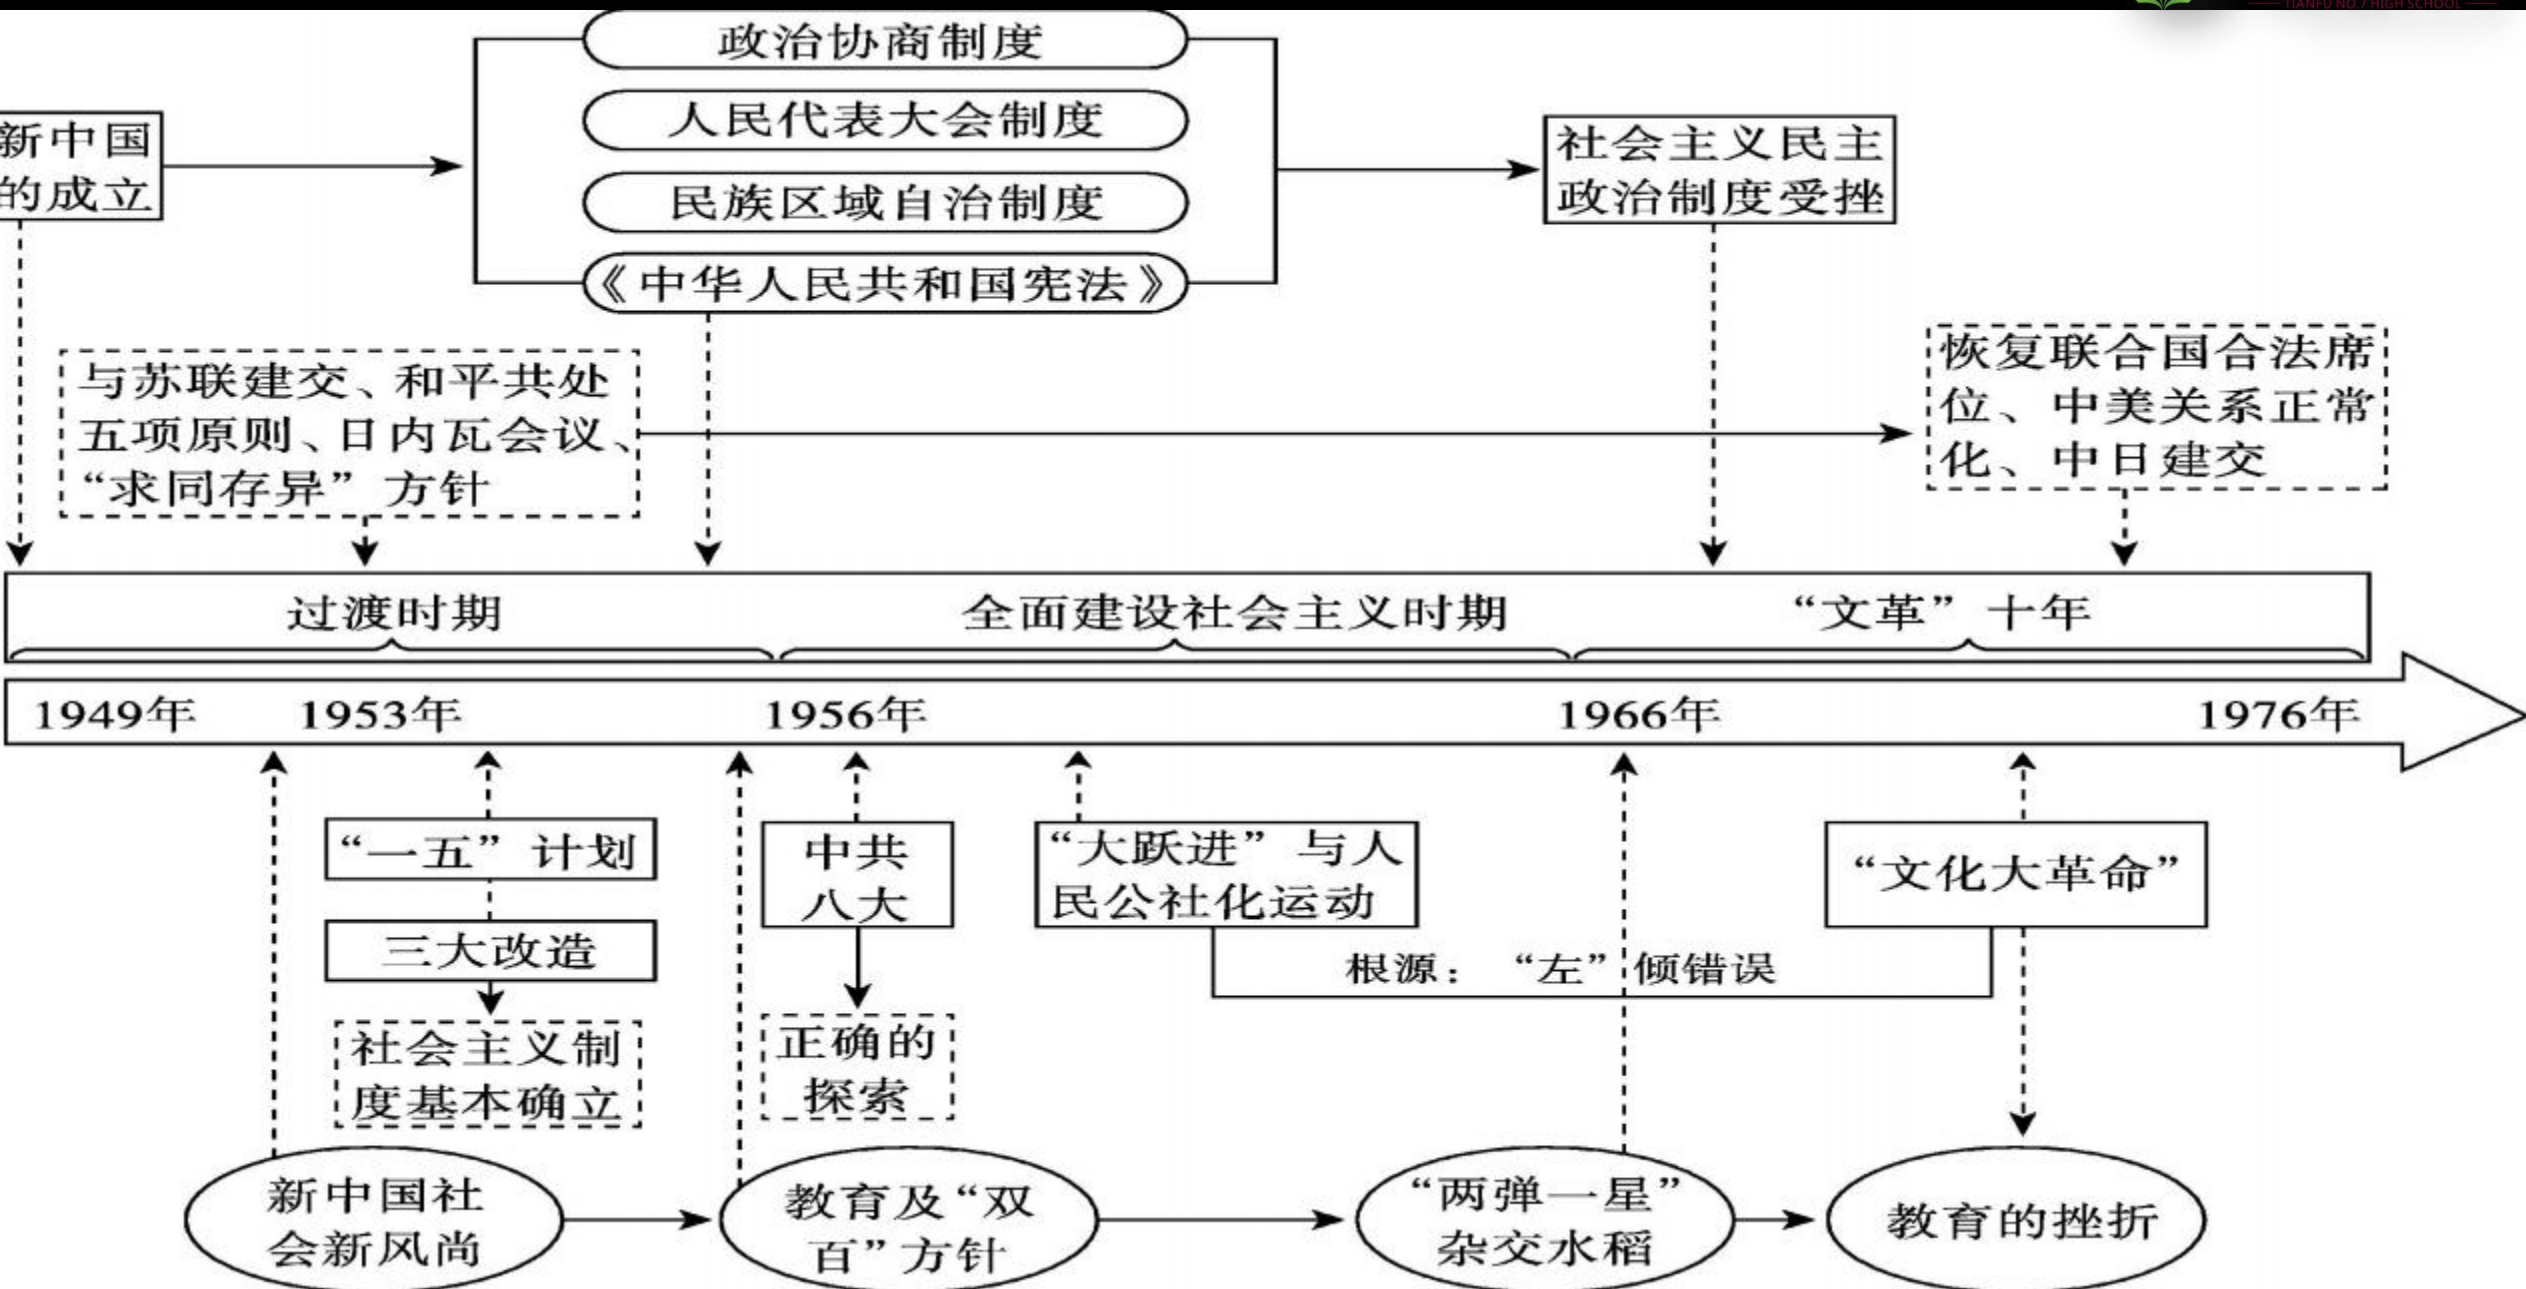 TIANFU NO.7 HIGH SCHOOL
政治协商制度
人民代表大会制度
民族区域自治制度
《中华人民共和国宪法》
新中国
的成立
社会主义民主
政治制度受挫
与苏联建交、和平共处
五项原则、日内瓦会议、
“求同存异”方针
恢复联合国合法席
位、中美关系正常
化、中日建交
过渡时期
全面建设社会主义时期
“文革”十年
1949年
1953年
1956年
1966年
1976年
“一五”计划
三大改造
社会主义制
度基本确立
中共
八大
正确的
探索
“大跃进”与人
民公社化运动
“文化大革命”
根源：“左”倾错误
新中国社
会新风尚
教育及“双
百”方针
“两弹一星”
杂交水稻
教育的挫折